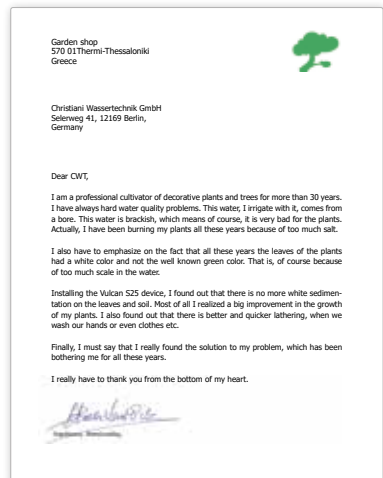 Garden shop
570 01Thermi-Thessaloniki
Greece
Christiani Wassertechnik GmbH
Selerweg 41, 12169 Berlin,
Germany
Dear CWT,
I am a professional cultivator of decorative plants and trees for more than 30 years.
I have always hard water quality problems. This water, I irrigate with it, comes from
a bore. This water is brackish, which means of course, it is very bad for the plants.
Actually, I have been burning my plants all these years because of too much salt.
I also have to emphasize on the fact that all these years the leaves of the plants
had a white color and not the well known green color. That is, of course because
of too much scale in the water.
Installing the Vulcan S25 device, I found out that there is no more white sedimen-
tation on the leaves and soil. Most of all I realized a big improvement in the growth
of my plants. I also found out that there is better and quicker lathering, when we
wash our hands or even clothes etc.
Finally, I must say that I really found the solution to my problem, which has been
bothering me for all these years.
I really have to thank you from the bottom of my heart.